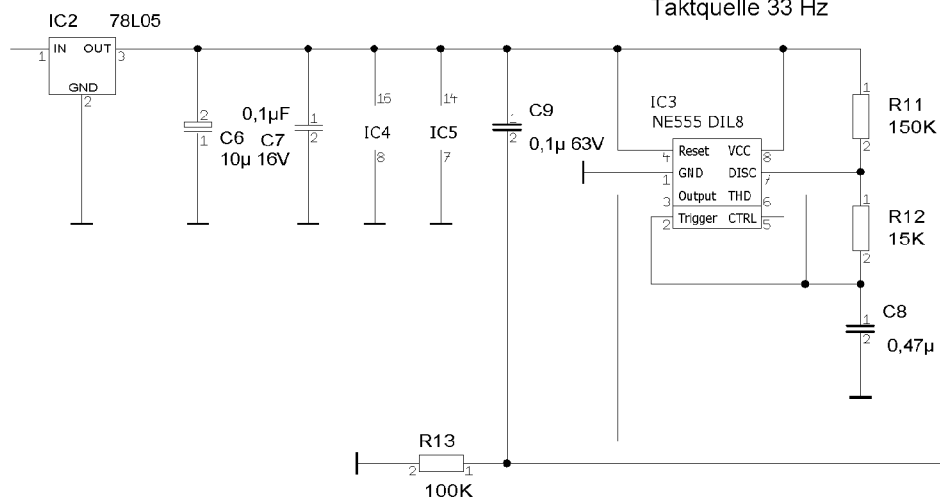 Taktquelle 33 Hz
IC2 78L05
IN OUT
1 3
GND
2
2
C6
1
10µ 16V
0,1µF
C7
1
2
16
IC4
8
14
IC5
7
C9
1
2
0,1µ 63V
IC3
NE555 DIL8
4 Reset VCC 8
1 GND DISC 7
3 Output THD 6
2 Trigger CTRL 5
1
R11
150K
2
1
R12
15K
2
C8
1
2
0,47µ
R13
2 1
100K